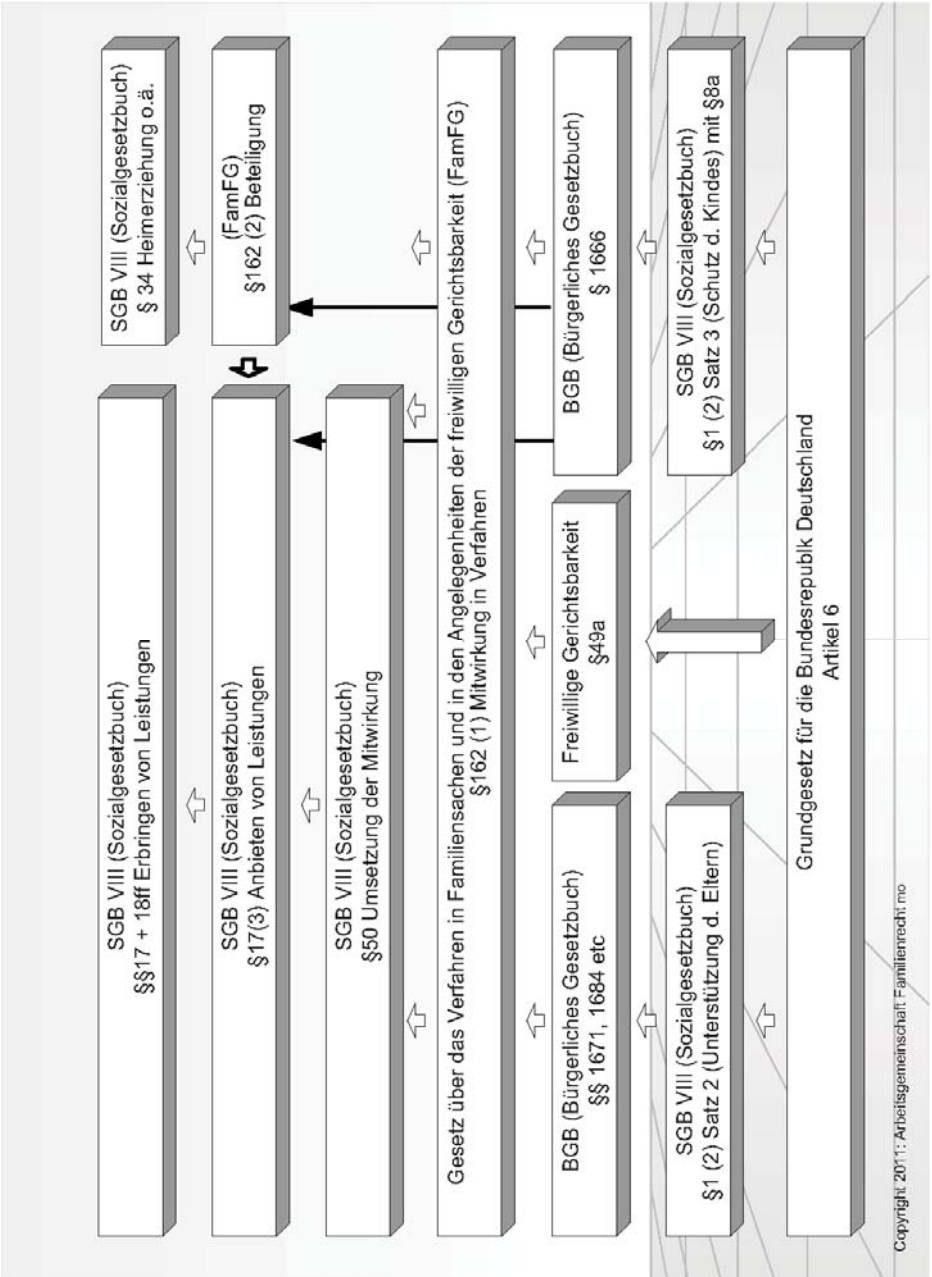 SGB VIII (Sozialgesetzbuch)
§§17 + 18ff Erbringen von Leistungen
SGB VIII (Sozialgesetzbuch)
§ 34 Heimerziehung o.ä.
SGB VIII (Sozialgesetzbuch)
§17(3) Anbieten von Leistungen
(FamFG)
§162 (2) Beteiligung
SGB VIII (Sozialgesetzbuch)
§50 Umsetzung der Mitwirkung
Gesetz über das Verfahren in Familiensachen und in den Angelegenheiten der freiwilligen Gerichtsbarkeit (FamFG)
§162 (1) Mitwirkung in Verfahren
BGB (Bürgerliches Gesetzbuch)
§§ 1671, 1684 etc
Freiwillige Gerichtsbarkeit
§49a
BGB (Bürgerliches Gesetzbuch)
§ 1666
SGB VIII (Sozialgesetzbuch)
§1 (2) Satz 2 (Unterstützung d. Eltern)
SGB VIII (Sozialgesetzbuch)
§1 (2) Satz 3 (Schutz d. Kindes) mit §8a
Grundgesetz für die Bundesrepublk Deutschland
Artikel 6
Copyright 2011: Arbeitsgemeinschaft Familienrecht mo